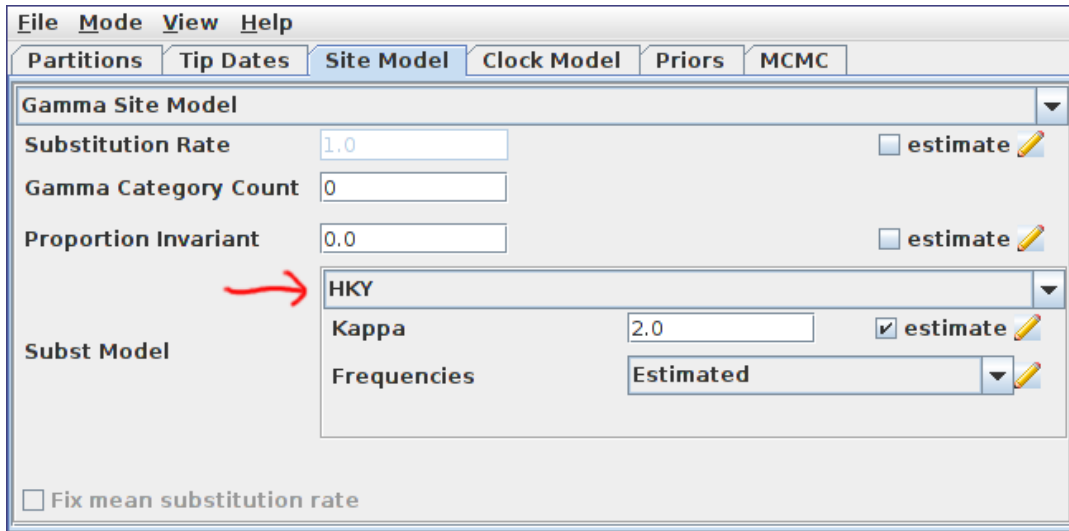 File Mode View Help
Partitions Tip Dates Site Model Clock Model Priors MCMC
Gamma Site Model
Substitution Rate 1.0 estimate
Gamma Category Count 0
Proportion Invariant 0.0 estimate
HKY
Kappa 2.0 estimate
Subst Model
Frequencies Estimated
Fix mean substitution rate